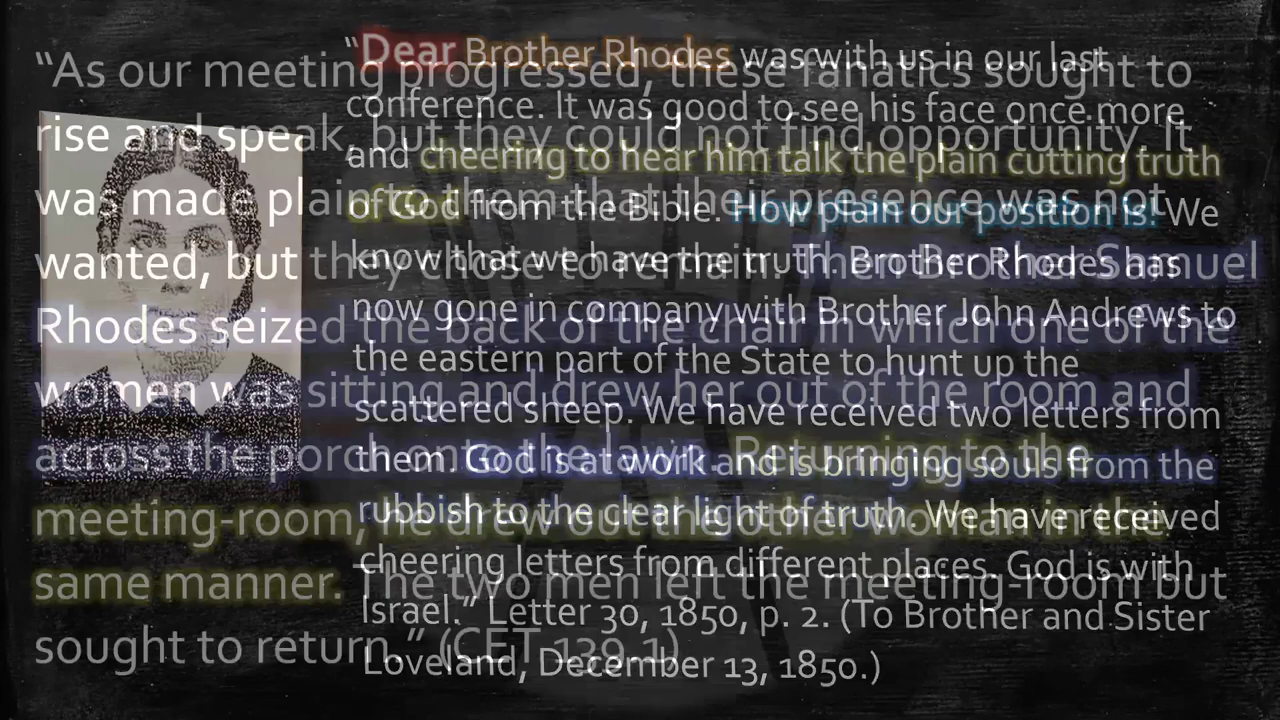 “As our meeting progressed, these fanatics sought to
rise and speak, but they could not find opportunity. It
was made plain to them that their presence was not
wanted, but they chose to remain. Then Brother Samuel
Rhodes seized the back of the chair in which one of the
women was sitting and drew her out of the room and
across the porch onto the lawn. Returning to the
meeting-room, he drew out the other woman in the
same manner. The two men left the meeting-room but
sought to return.” (CET 139.1)
“Dear Brother Rhodes was with us in our last
conference. It was good to see his face once more
and cheering to hear him talk the plain cutting truth
of God from the Bible. How plain our position is! We
know that we have the truth. Brother Rhodes has
now gone in company with Brother John Andrews to
the eastern part of the State to hunt up the
scattered sheep. We have received two letters from
them. God is at work and is bringing souls from the
rubbish to the clear light of truth. We have received
cheering letters from different places. God is with
Israel.” Letter 30, 1850, p. 2. (To Brother and Sister
Loveland, December 13, 1850.)